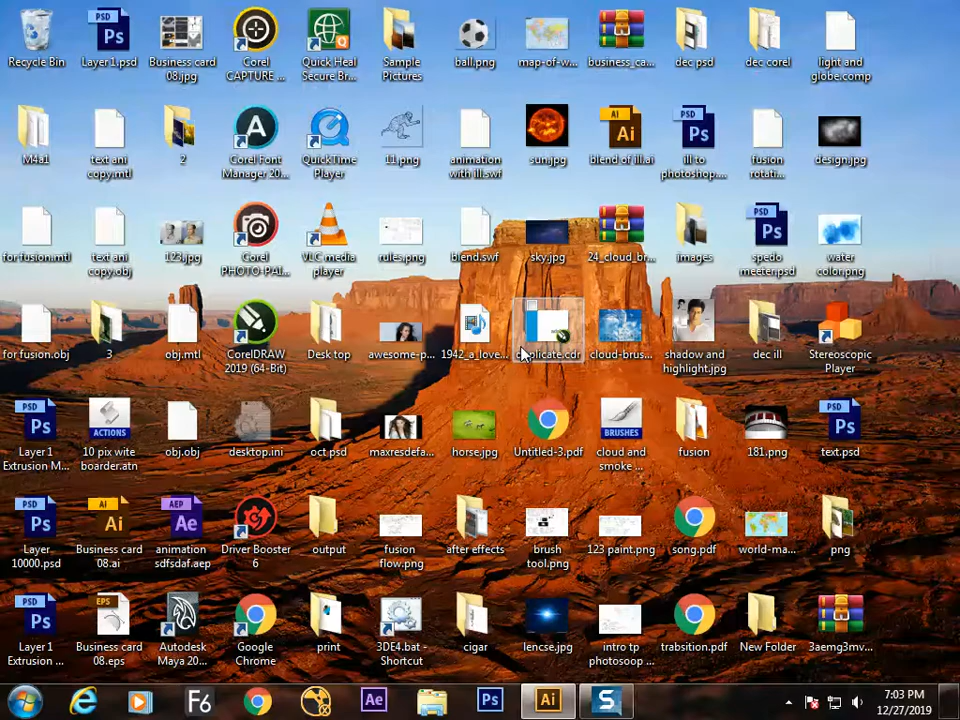 Recycle Bin
Layer1.psd
Business card 08.jpg
Corel CAPTURE ...
Quick Heal Secure Br...
Sample Pictures
ball.png
map-of-w...
business_ca...
dec psd
dec corel
light and globe.comp
M4a1
text ani copy.mtl
2
Corel Font Manager 20...
QuickTime Player
11.png
animation with ill.swf
sun.jpg
blend of ill.ai
ill to photoshop....
fusion rotati...
design.jpg
for fusion.mtl
text ani copy.obj
123.jpg
Corel PHOTO-PAI...
VLC media player
rules.png
blend.swf
sky.jpg
24_cloud_br...
images
spedo meeter.psd
water color.png
for fusion.obj
3
obj.mtl
CorelDRAW 2019 (64-Bit)
Desk top
awesome-p...
1942_a_love...
duplicate.cdr
cloud-brus...
shadow and highlight.jpg
dec ill
Stereoscopic Player
Layer 1 Extrusion M...
10 pix wite boarder.atn
obj.obj
desktop.ini
oct psd
maxresdefa...
horse.jpg
Untitled-3.pdf
cloud and smoke ...
fusion
181.png
text.psd
Layer 10000.psd
Business card 08.ai
animation sdfsdaf.aep
Driver Booster 6
output
fusion flow.png
after effects
brush tool.png
123 paint.png
song.pdf
world-ma...
png
Layer 1 Extrusion ...
Business card 08.eps
Autodesk Maya 20...
Google Chrome
print
3DE4.bat - Shortcut
cigar
lencse.jpg
intro tp photosoop ...
trabsition.pdf
New Folder
3aemg3mv...
7:03 PM
12/27/2019